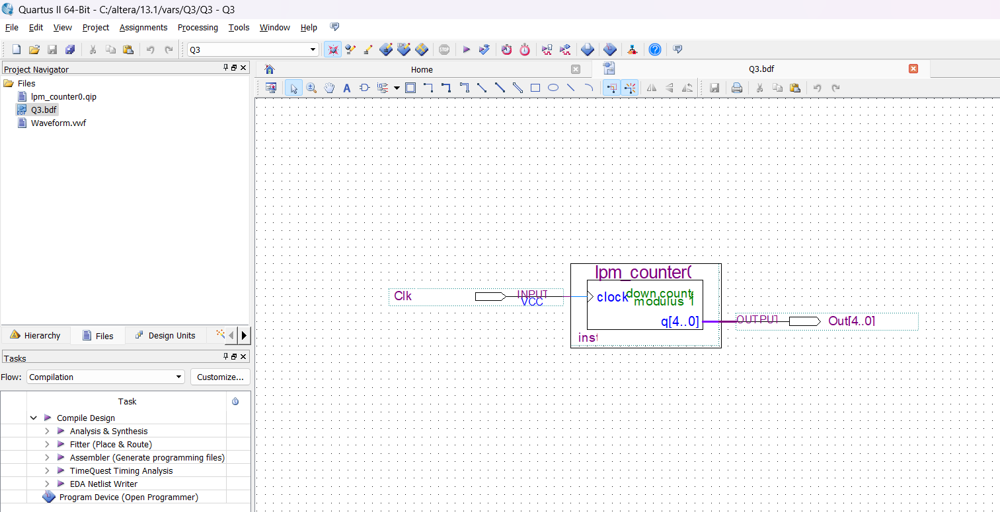 Quartus II 64-Bit - C:/altera/13.1/vars/Q3/Q3 - Q3
File Edit View Project Assignments Processing Tools Window Help
Q3
Project Navigator
Files
lpm_counter0.qip
Q3.bdf
Waveform.vwf
Hierarchy Files Design Units
Tasks
Flow: Compilation Customize...
Task
Compile Design
Analysis & Synthesis
Fitter (Place & Route)
Assembler (Generate programming files)
TimeQuest Timing Analysis
EDA Netlist Writer
Program Device (Open Programmer)
Home Q3.bdf
lpm_counter(
Clk
INPUT
VCC
clock
down counte
modulus 1
q[4..0]
inst
OUTPUT
Out[4..0]